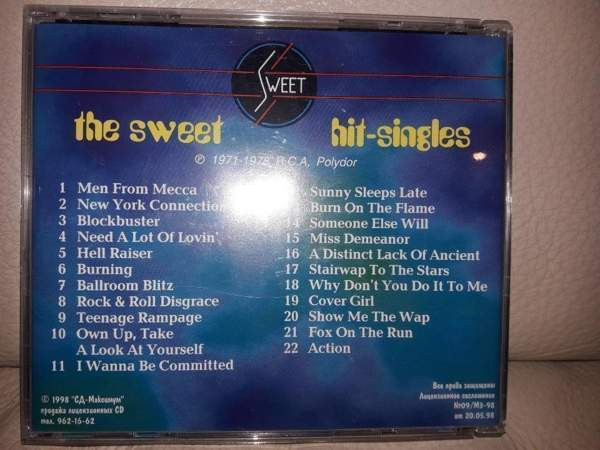 SWEET
the sweet hit-singles
℗ 1971-1978 R.C.A, Polydor
1 Men From Mecca
2 New York Connection
3 Blockbuster
4 Need A Lot Of Lovin'
5 Hell Raiser
6 Burning
7 Ballroom Blitz
8 Rock & Roll Disgrace
9 Teenage Rampage
10 Own Up, Take
A Look At Yourself
11 I Wanna Be Committed
Sunny Sleeps Late
Burn On The Flame
14 Someone Else Will
15 Miss Demeanor
16 A Distinct Lack Of Ancient
17 Stairwap To The Stars
18 Why Don't You Do It To Me
19 Cover Girl
20 Show Me The Wap
21 Fox On The Run
22 Action
© 1998 "СД-Максимум"
продажа лицензионных CD
тел. 962-16-62
Все права защищены
Лицензионное соглашение
№09/МЗ-98
от 20.05.98